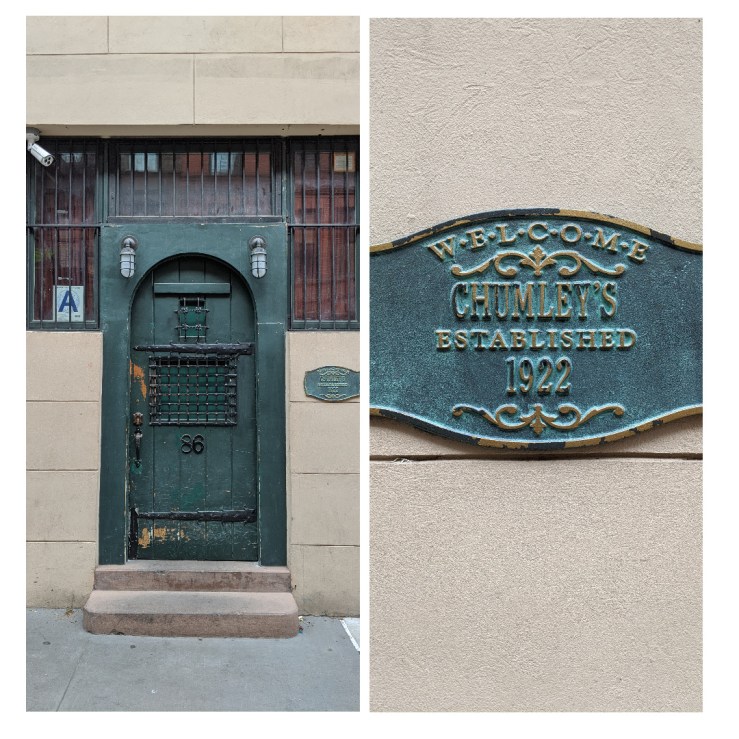 A
86
W·E·L·C·O·M·E
CHUMLEY'S
ESTABLISHED
1922